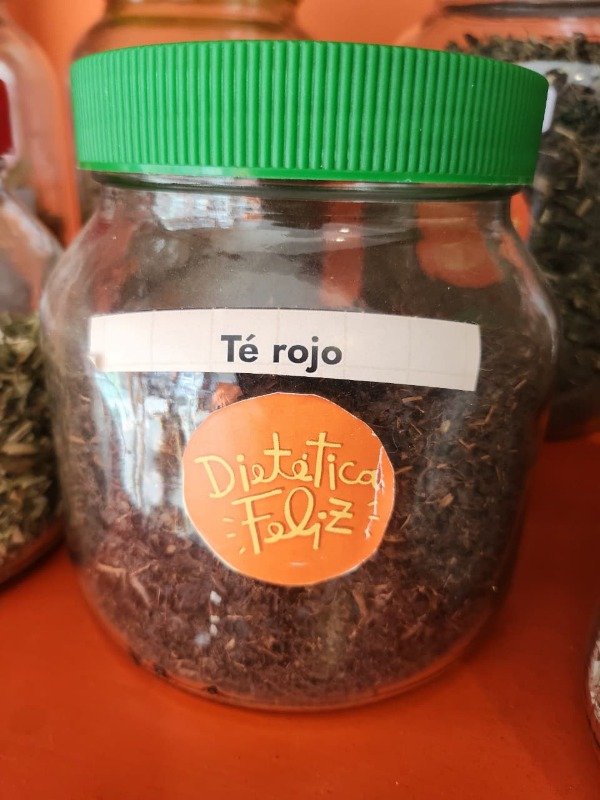 Té rojo
Dietética
Feliz